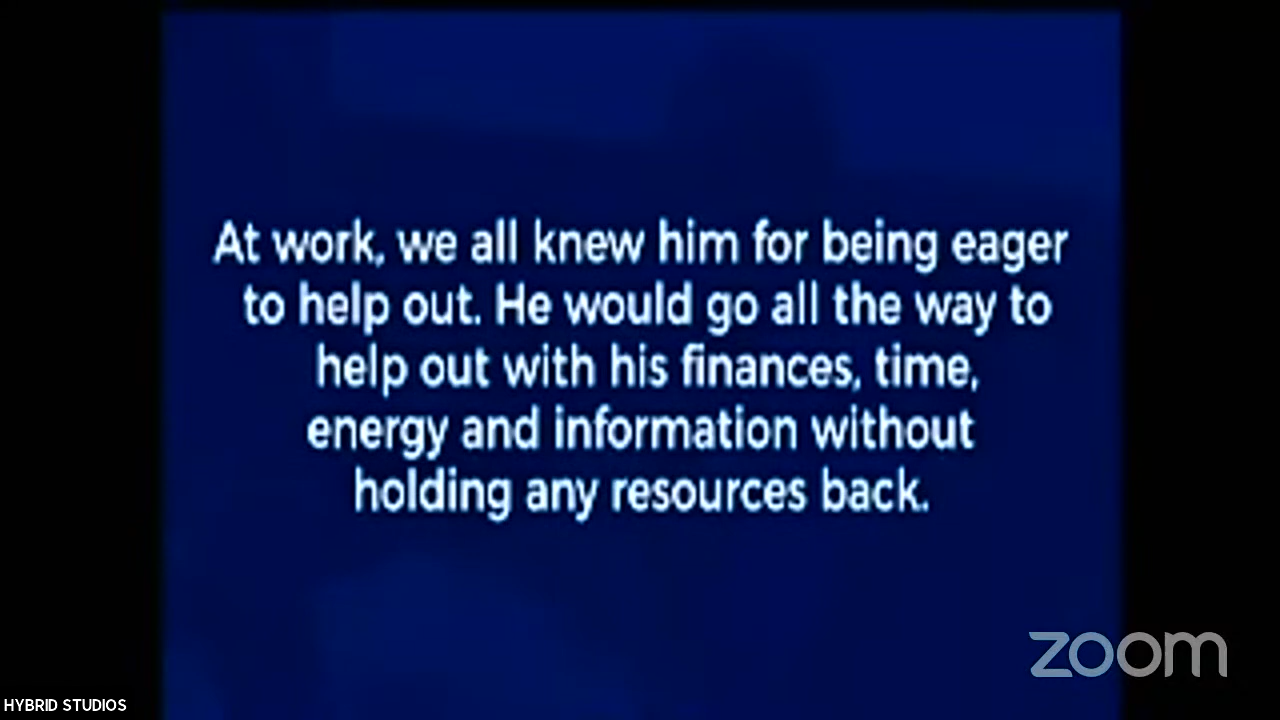 At work, we all knew him for being eager
to help out. He would go all the way to
help out with his finances, time,
energy and information without
holding any resources back.
zoom
HYBRID STUDIOS